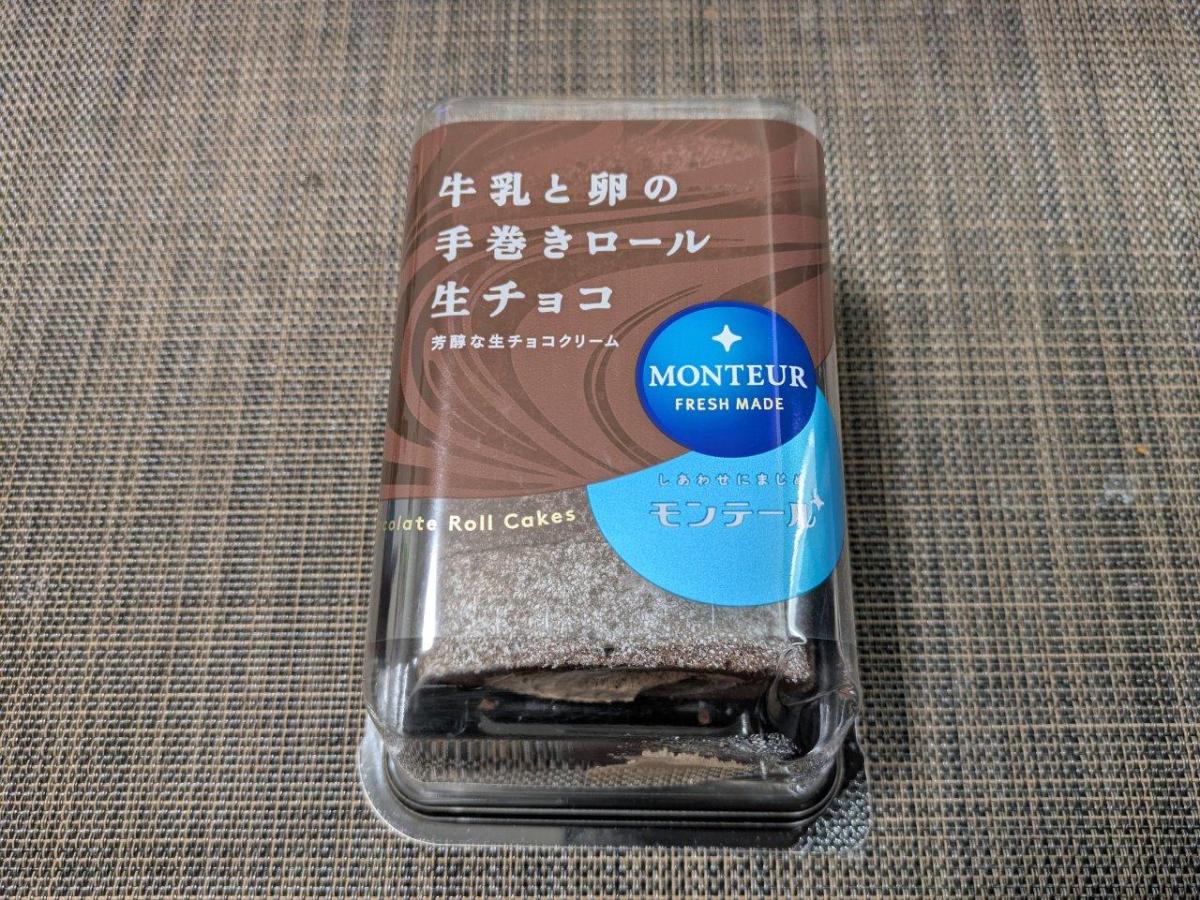 牛乳と卵の
手巻きロール
生チョコ
芳醇な生チョコクリーム
MONTEUR
FRESH MADE
しあわせにまじ
モンテール
Roll Cakes